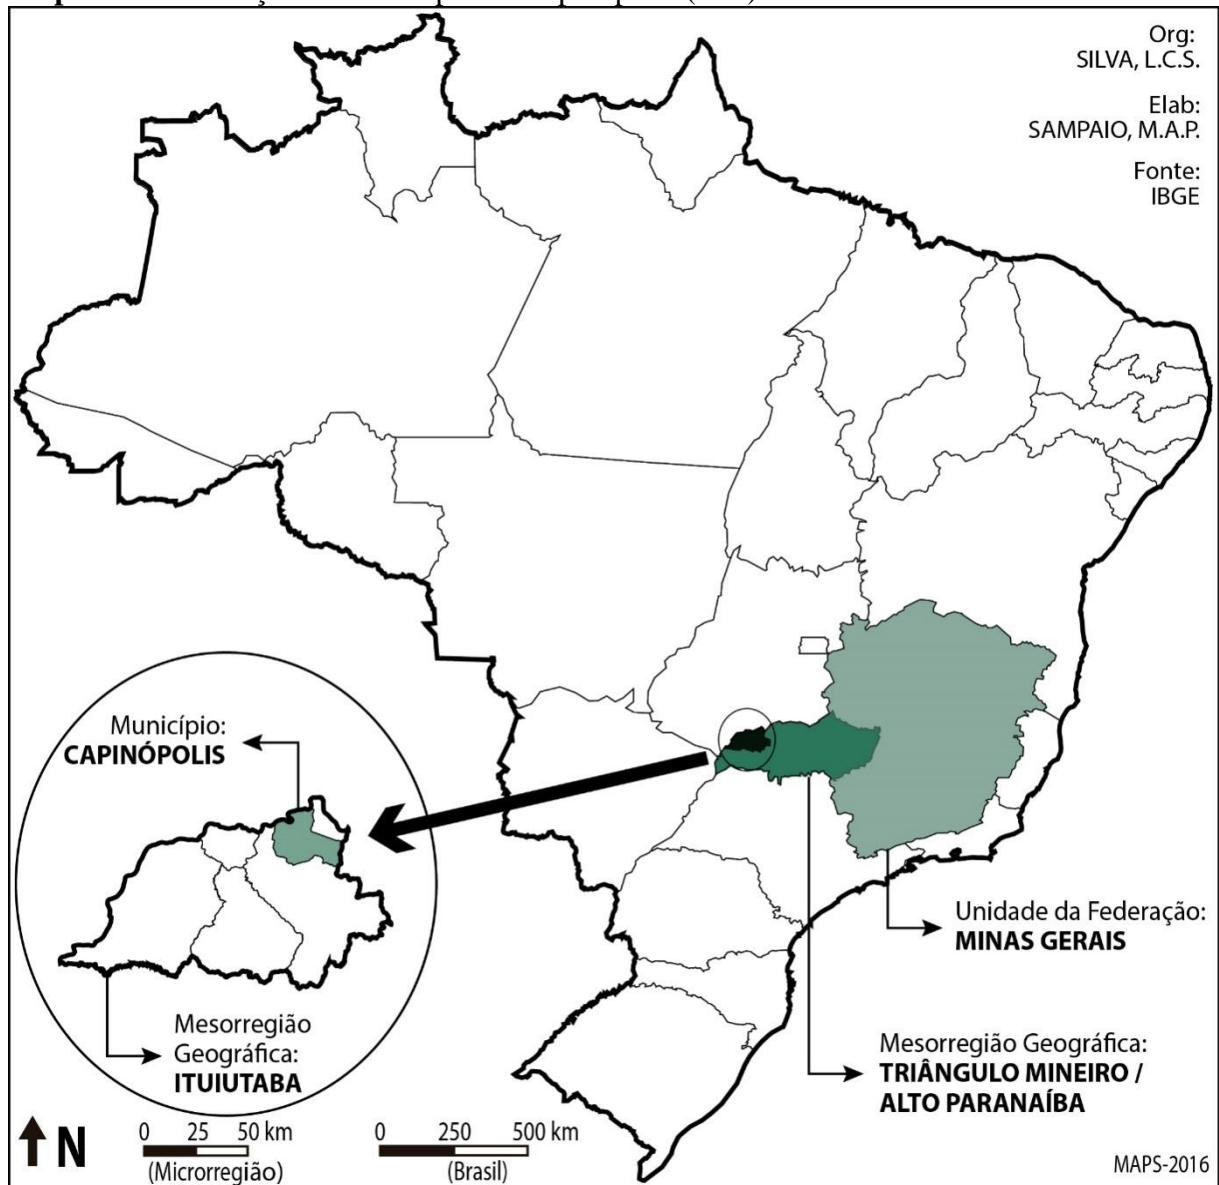 Org:
SILVA, L.C.S.
Elab:
SAMPAIO, M.A.P.
Fonte:
IBGE
Município:
CAPINÓPOLIS
Mesorregião
Geográfica:
ITUIUTABA
Unidade da Federação:
MINAS GERAIS
Mesorregião Geográfica:
TRIÂNGULO MINEIRO /
ALTO PARANAÍBA
N
0 25 50 km
(Microrregião)
0 250 500 km
(Brasil)
MAPS-2016